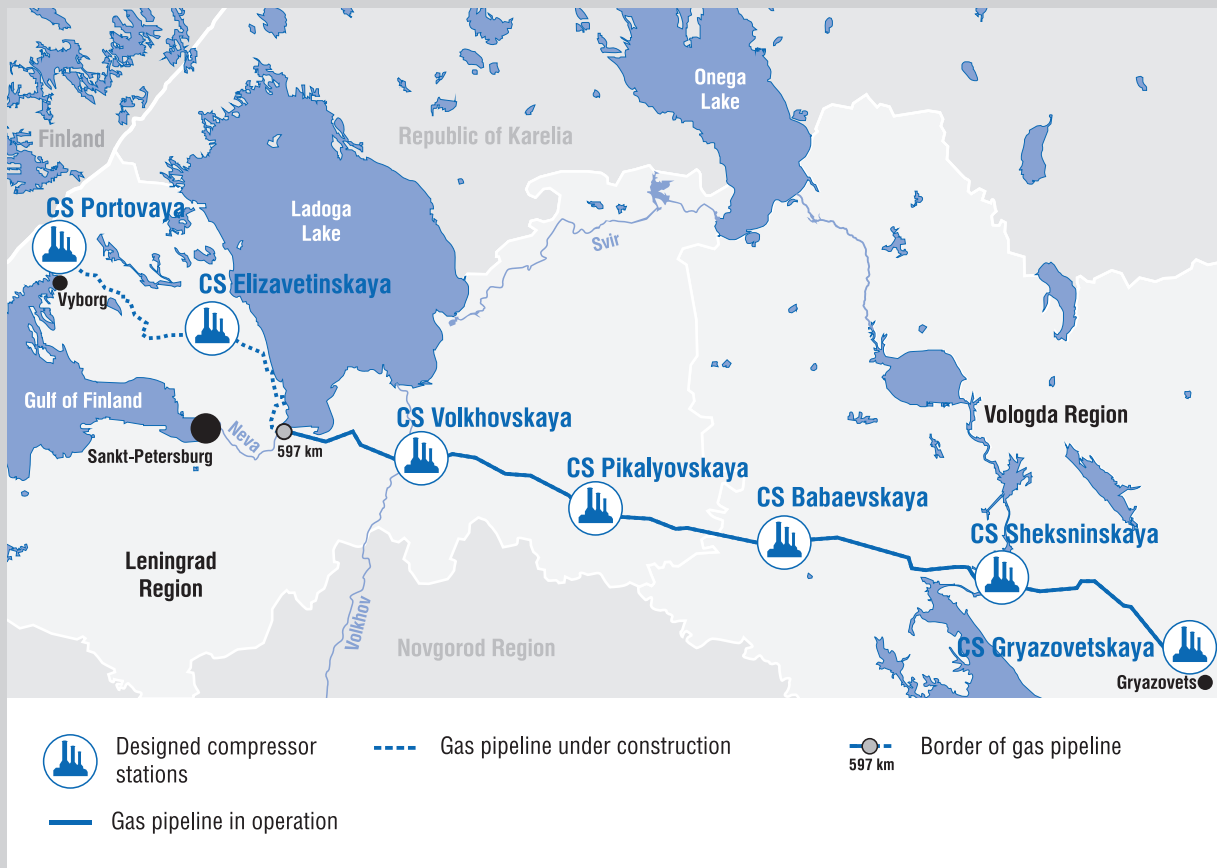 Onega
Lake
Finland
Republic of Karelia
CS Portovaya
Ladoga
Lake
Svir
CS Elizavetinskaya
Vyborg
Gulf of Finland
CS Volkhovskaya
Vologda Region
Neva
597 km
Sankt-Petersburg
CS Pikalyovskaya
CS Babaevskaya
CS Sheksninskaya
Leningrad
Region
Volkhov
Novgorod Region
CS Gryazovetskaya
Gryazovets
Designed compressor
stations
Gas pipeline under construction
597 km
Border of gas pipeline
Gas pipeline in operation